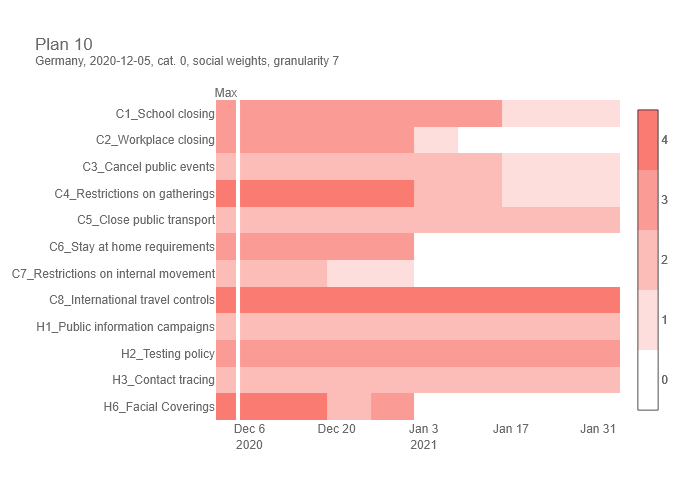 Plan 10
Germany, 2020-12-05, cat. 0, social weights, granularity 7
Max
C1_School closing
C2_Workplace closing
C3_Cancel public events
C4_Restrictions on gatherings
C5_Close public transport
C6_Stay at home requirements
C7_Restrictions on internal movement
C8_International travel controls
H1_Public information campaigns
H2_Testing policy
H3_Contact tracing
H6_Facial Coverings
Dec 6 Dec 20 Jan 3 Jan 17 Jan 31
2020 2021
4
3
2
1
0